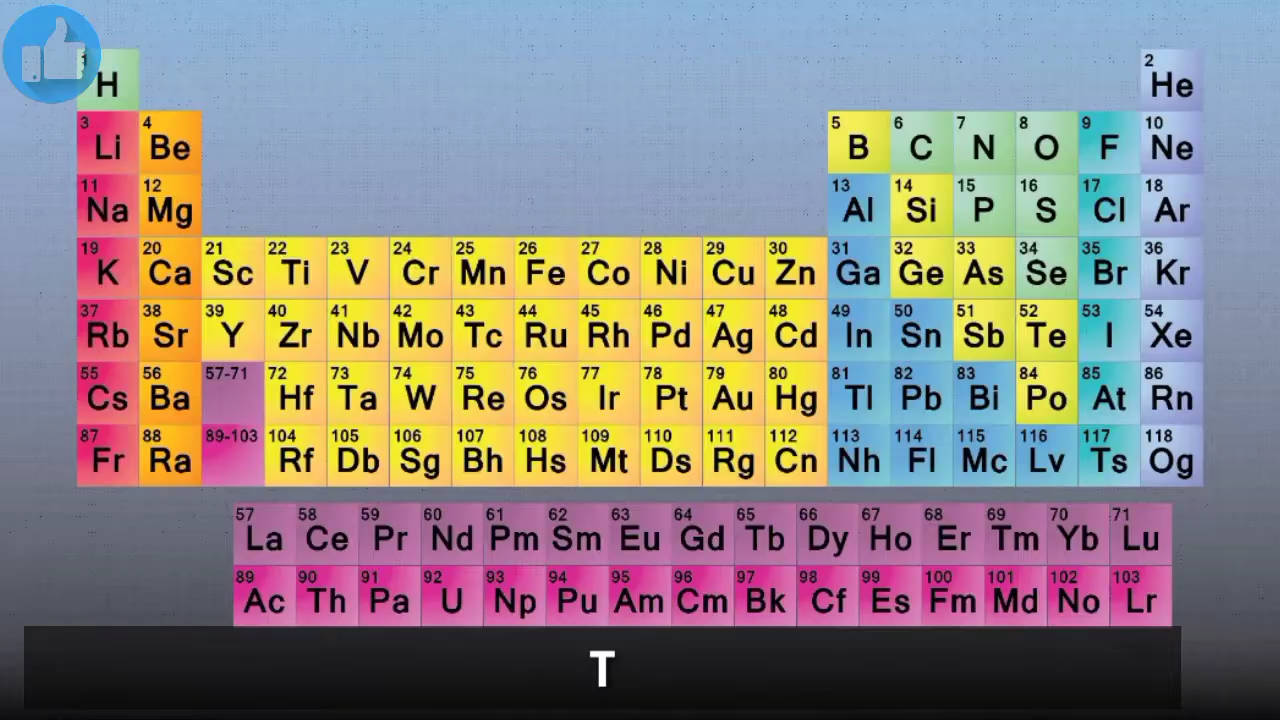 H 2 He
3 Li 4 Be 5 B 6 C 7 N 8 O 9 F 10 Ne
11 Na 12 Mg 13 Al 14 Si 15 P 16 S 17 Cl 18 Ar
19 K 20 Ca 21 Sc 22 Ti 23 V 24 Cr 25 Mn 26 Fe 27 Co 28 Ni 29 Cu 30 Zn 31 Ga 32 Ge 33 As 34 Se 35 Br 36 Kr
37 Rb 38 Sr 39 Y 40 Zr 41 Nb 42 Mo 43 Tc 44 Ru 45 Rh 46 Pd 47 Ag 48 Cd 49 In 50 Sn 51 Sb 52 Te 53 I 54 Xe
55 Cs 56 Ba 57-71 72 Hf 73 Ta 74 W 75 Re 76 Os 77 Ir 78 Pt 79 Au 80 Hg 81 Tl 82 Pb 83 Bi 84 Po 85 At 86 Rn
87 Fr 88 Ra 89-103 104 Rf 105 Db 106 Sg 107 Bh 108 Hs 109 Mt 110 Ds 111 Rg 112 Cn 113 Nh 114 Fl 115 Mc 116 Lv 117 Ts 118 Og
57 La 58 Ce 59 Pr 60 Nd 61 Pm 62 Sm 63 Eu 64 Gd 65 Tb 66 Dy 67 Ho 68 Er 69 Tm 70 Yb 71 Lu
89 Ac 90 Th 91 Pa 92 U 93 Np 94 Pu 95 Am 96 Cm 97 Bk 98 Cf 99 Es 100 Fm 101 Md 102 No 103 Lr
T